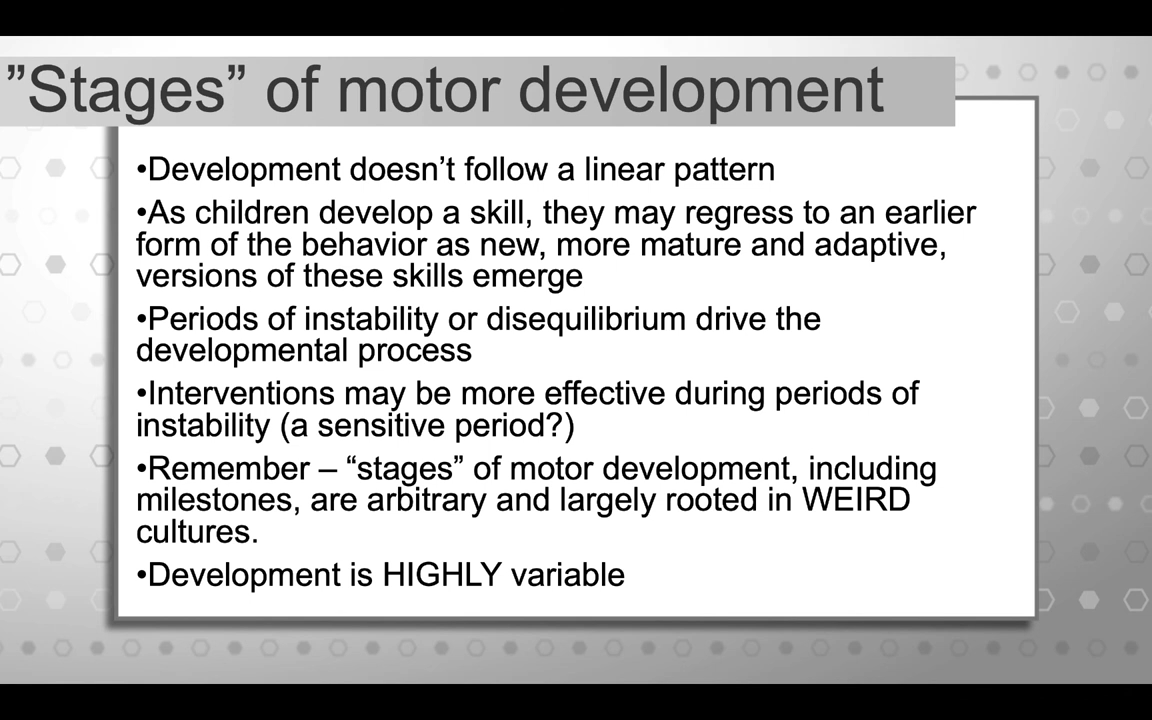 ”Stages” of motor development
•Development doesn’t follow a linear pattern
•As children develop a skill, they may regress to an earlier
form of the behavior as new, more mature and adaptive,
versions of these skills emerge
•Periods of instability or disequilibrium drive the
developmental process
•Interventions may be more effective during periods of
instability (a sensitive period?)
•Remember – “stages” of motor development, including
milestones, are arbitrary and largely rooted in WEIRD
cultures.
•Development is HIGHLY variable